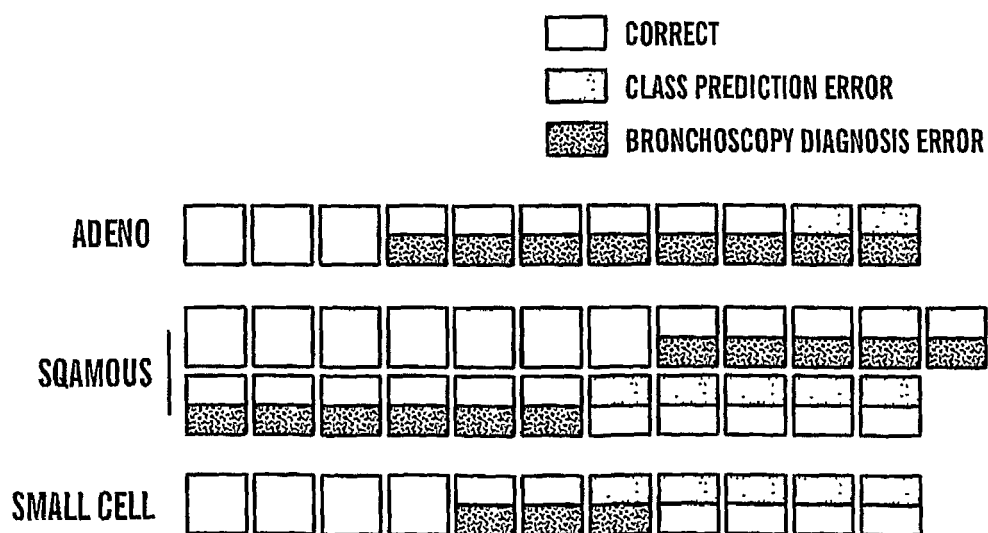 CORRECT
CLASS PREDICTION ERROR
BRONCHOSCOPY DIAGNOSIS ERROR
ADENO
SQAMOUS
SMALL CELL